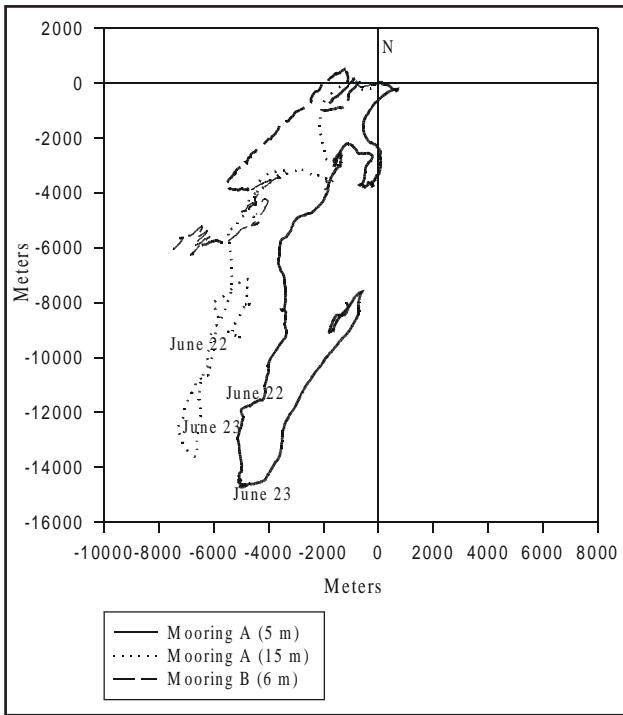 2000
N
0
-2000
-4000
-6000
-8000
-10000
-12000
-14000
-16000
Meters
June 22
June 22
June 23
June 23
-10000 -8000 -6000 -4000 -2000 0 2000 4000 6000 8000
Meters
Mooring A (5 m)
Mooring A (15 m)
Mooring B (6 m)